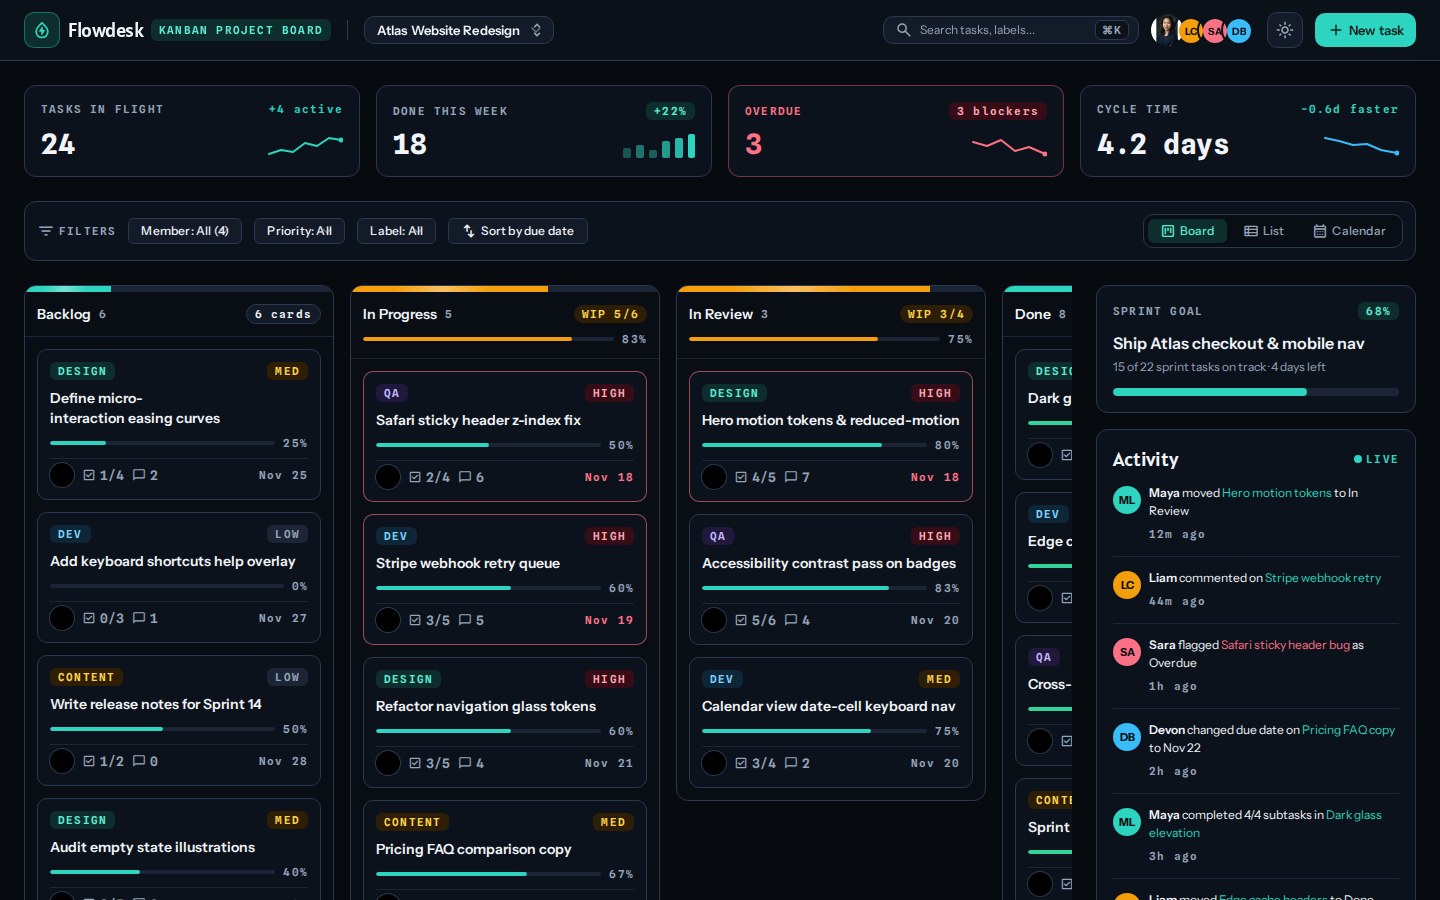 Flowdesk
KANBAN PROJECT BOARD
Atlas Website Redesign
Search tasks, labels...
⌘K
LC
SA
DB
New task
TASKS IN FLIGHT
+4 active
24
DONE THIS WEEK
+22%
18
OVERDUE
3 blockers
3
CYCLE TIME
-0.6d faster
4.2 days
FILTERS
Member: All (4)
Priority: All
Label: All
Sort by due date
Board
List
Calendar
Backlog 6
6 cards
DESIGN
MED
Define micro-
interaction easing curves
25%
1/4
2
Nov 25
DEV
LOW
Add keyboard shortcuts help overlay
0%
0/3
1
Nov 27
CONTENT
LOW
Write release notes for Sprint 14
50%
1/2
0
Nov 28
DESIGN
MED
Audit empty state illustrations
40%
In Progress 5
WIP 5/6
83%
QA
HIGH
Safari sticky header z-index fix
50%
2/4
6
Nov 18
DEV
HIGH
Stripe webhook retry queue
60%
3/5
5
Nov 19
DESIGN
HIGH
Refactor navigation glass tokens
60%
3/5
4
Nov 21
CONTENT
MED
Pricing FAQ comparison copy
67%
In Review 3
WIP 3/4
75%
DESIGN
HIGH
Hero motion tokens & reduced-motion
80%
4/5
7
Nov 18
QA
HIGH
Accessibility contrast pass on badges
83%
5/6
4
Nov 20
DEV
MED
Calendar view date-cell keyboard nav
75%
3/4
2
Nov 20
Done 8
DESIG
Dark g
DEV
Edge c
QA
Cross-
CONTE
Sprint
SPRINT GOAL
68%
Ship Atlas checkout & mobile nav
15 of 22 sprint tasks on track · 4 days left
Activity
LIVE
ML
Maya moved Hero motion tokens to In
Review
12m ago
LC
Liam commented on Stripe webhook retry
44m ago
SA
Sara flagged Safari sticky header bug as
Overdue
1h ago
DB
Devon changed due date on Pricing FAQ copy
to Nov 22
2h ago
ML
Maya completed 4/4 subtasks in Dark glass
elevation
3h ago
Liam moved Edge cache headers to Done